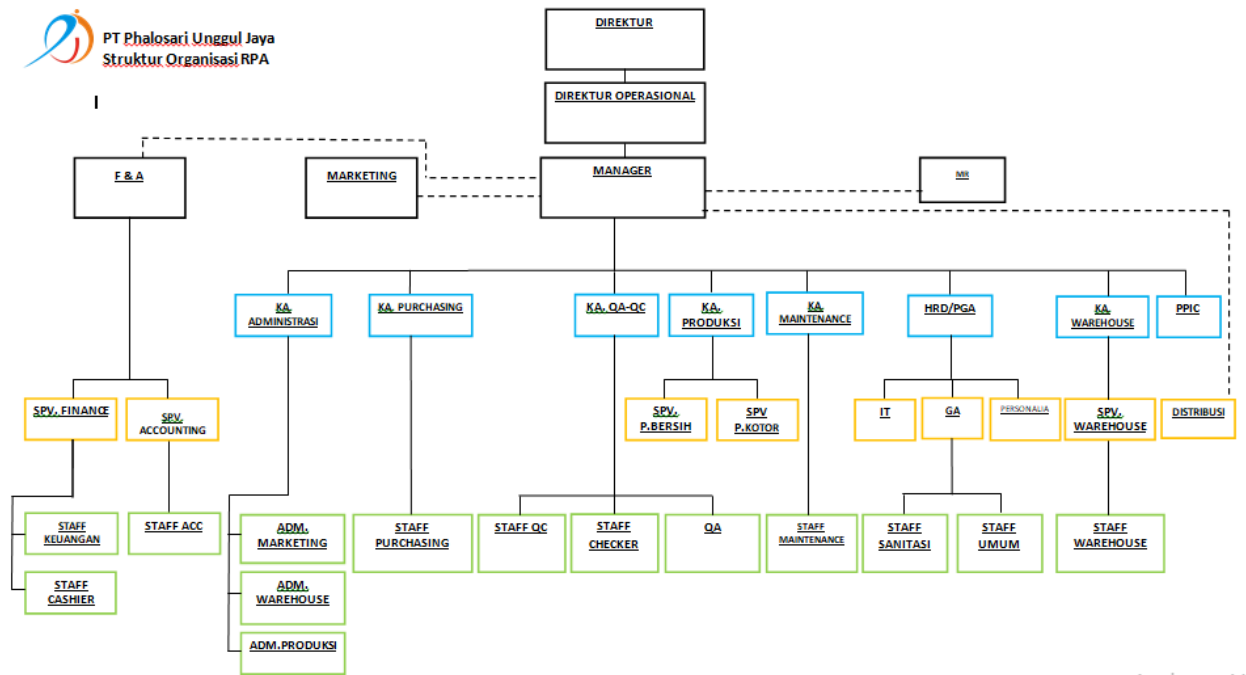 PT Phalosari Unggul Jaya
Struktur Organisasi RPA
I
DIREKTUR
DIREKTUR OPERASIONAL
F & A
MARKETING
MANAGER
MR
KA.
ADMINISTRASI
KA. PURCHASING
KA. QA-QC
KA.
PRODUKSI
KA.
MAINTENANCE
HRD/PGA
KA.
WAREHOUSE
PPIC
SPV. FINANCE
SPV.
ACCOUNTING
SPV.
P.BERSIH
SPV
P.KOTOR
IT
GA
PERSONALIA
SPV.
WAREHOUSE
DISTRIBUSI
STAFF
KEUANGAN
STAFF ACC
ADM.
MARKETING
STAFF
PURCHASING
STAFF QC
STAFF
CHECKER
QA
STAFF
MAINTENANCE
STAFF
SANITASI
STAFF
UMUM
STAFF
WAREHOUSE
STAFF
CASHIER
ADM.
WAREHOUSE
ADM.PRODUKSI